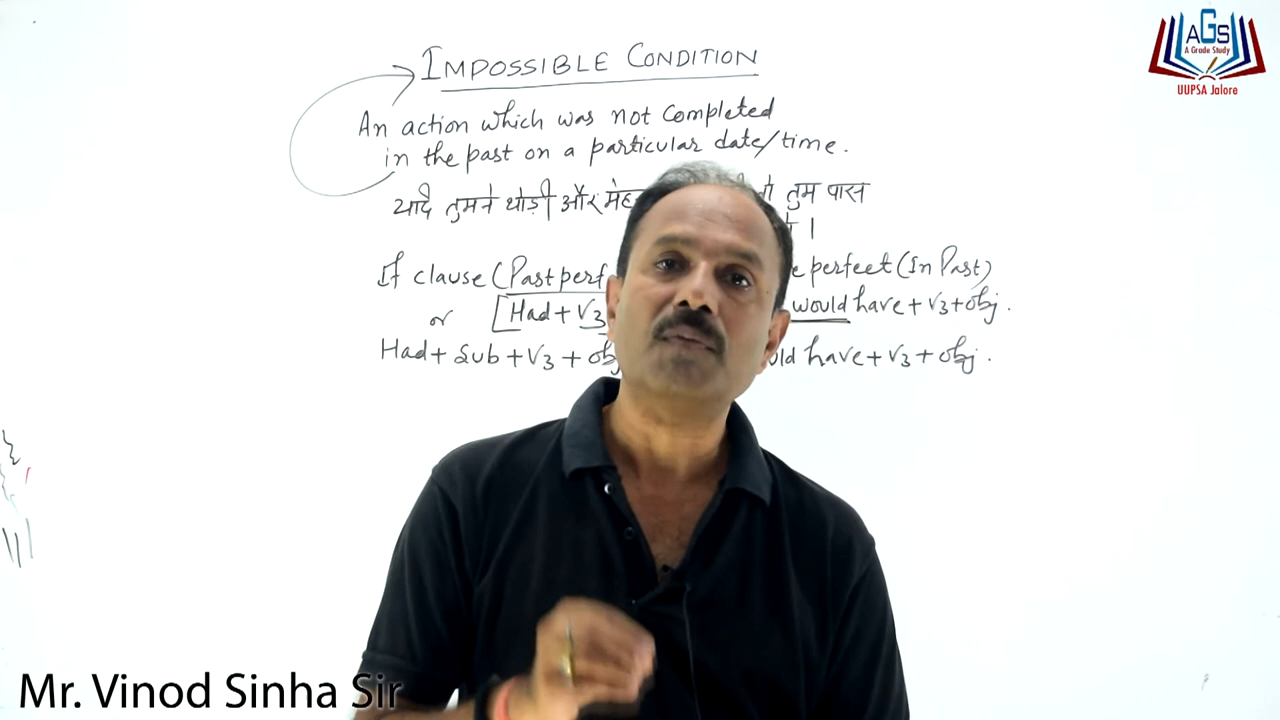 IMPOSSIBLE CONDITION
An action which was not completed
in the past on a particular date/time.
यदि तुमने थोड़ी और तो तुम पास
If clause (Past perf e perfect (In Past)
or [Had + V3 would have + V3 + obj.
Had + Sub + V3 + obj uld have + V3 + obj.
AGS
A Grade Study
UUPSA Jalore
Mr. Vinod Sinha Sir